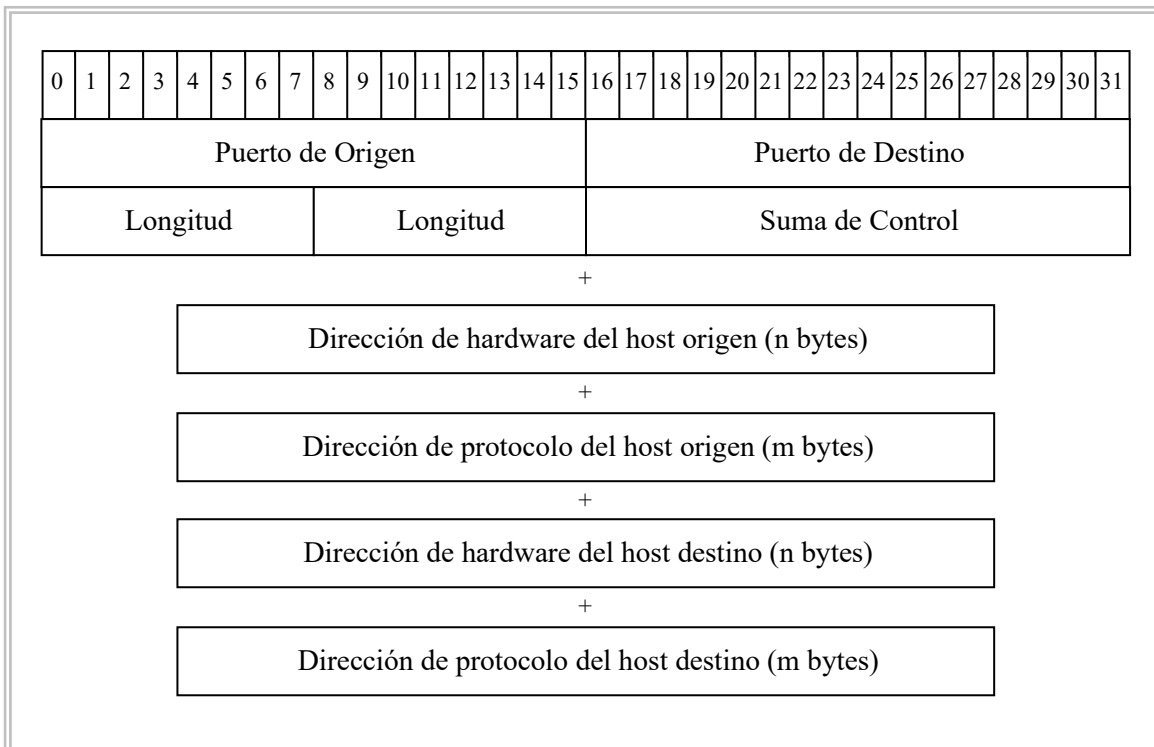 0 1 2 3 4 5 6 7 8 9 10 11 12 13 14 15 16 17 18 19 20 21 22 23 24 25 26 27 28 29 30 31
Puerto de Origen Puerto de Destino
Longitud Longitud Suma de Control
+
Dirección de hardware del host origen (n bytes)
+
Dirección de protocolo del host origen (m bytes)
+
Dirección de hardware del host destino (n bytes)
+
Dirección de protocolo del host destino (m bytes)